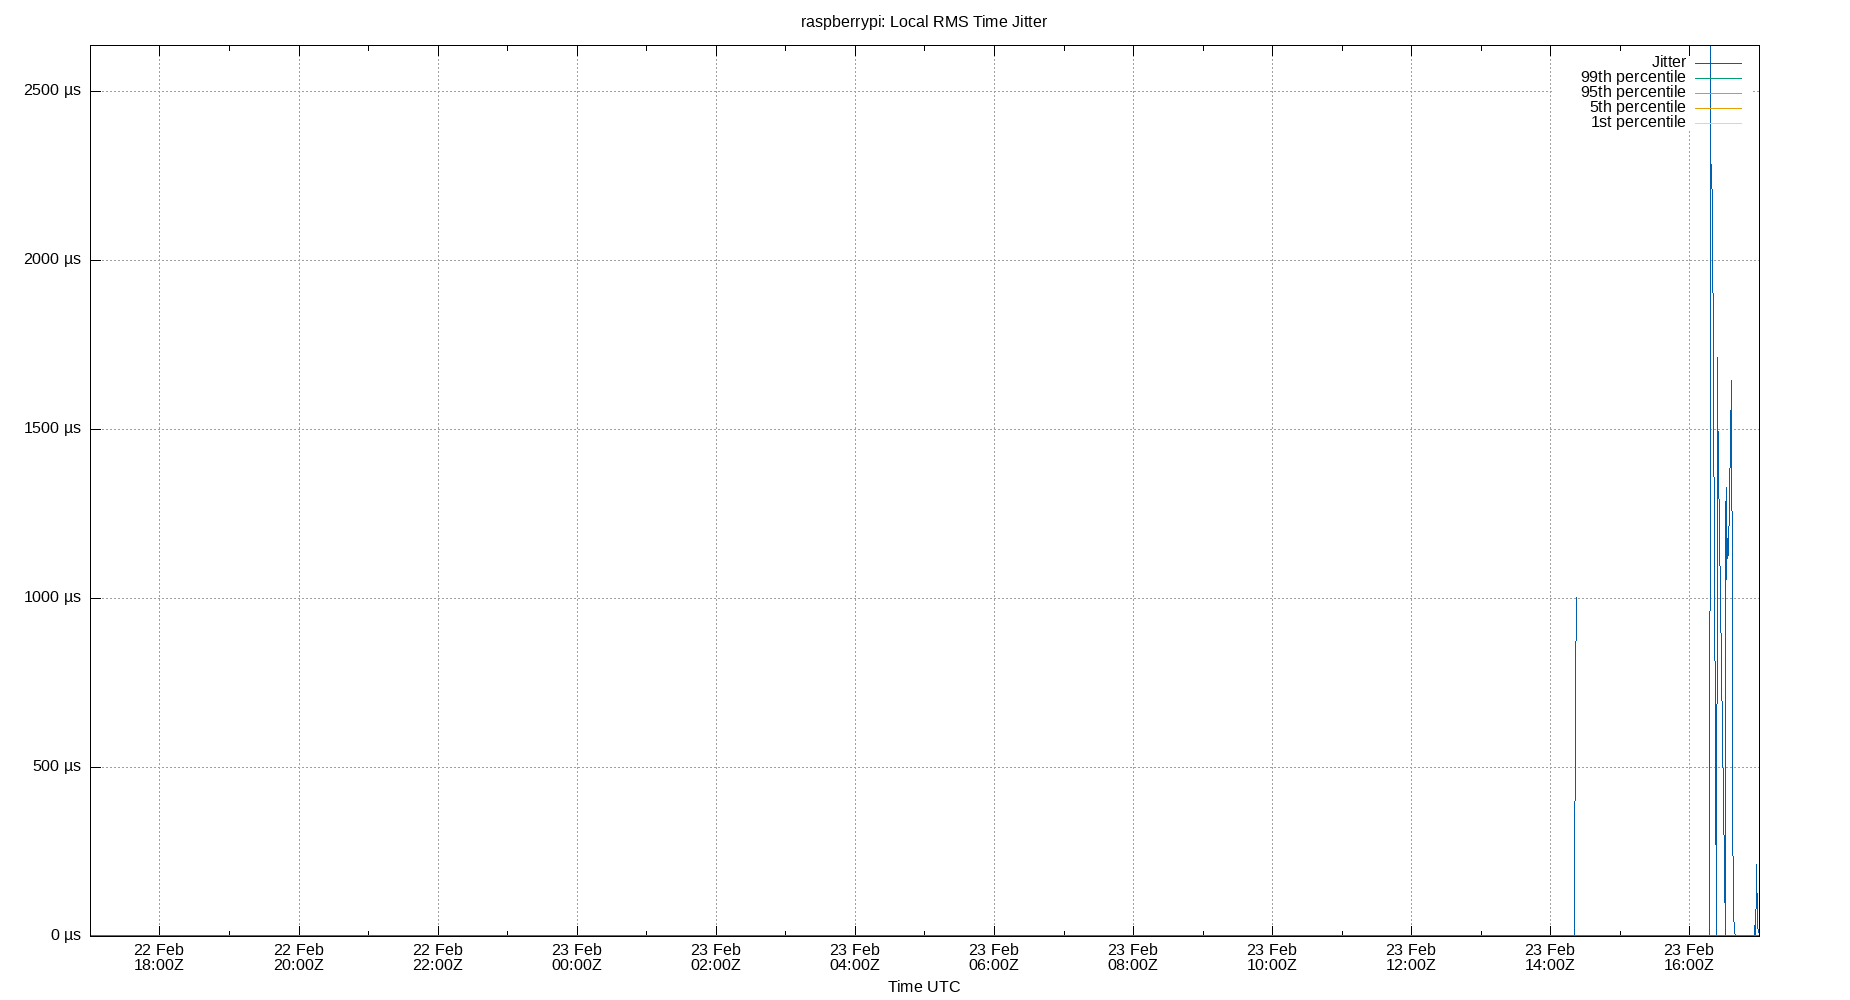 raspberrypi: Local RMS Time Jitter
Jitter
99th percentile
95th percentile
5th percentile
1st percentile
2500 µs
2000 µs
1500 µs
1000 µs
500 µs
0 µs
22 Feb 22 Feb 22 Feb 23 Feb 23 Feb 23 Feb 23 Feb 23 Feb 23 Feb 23 Feb 23 Feb 23 Feb
18:00Z 20:00Z 22:00Z 00:00Z 02:00Z 04:00Z 06:00Z 08:00Z 10:00Z 12:00Z 14:00Z 16:00Z
Time UTC